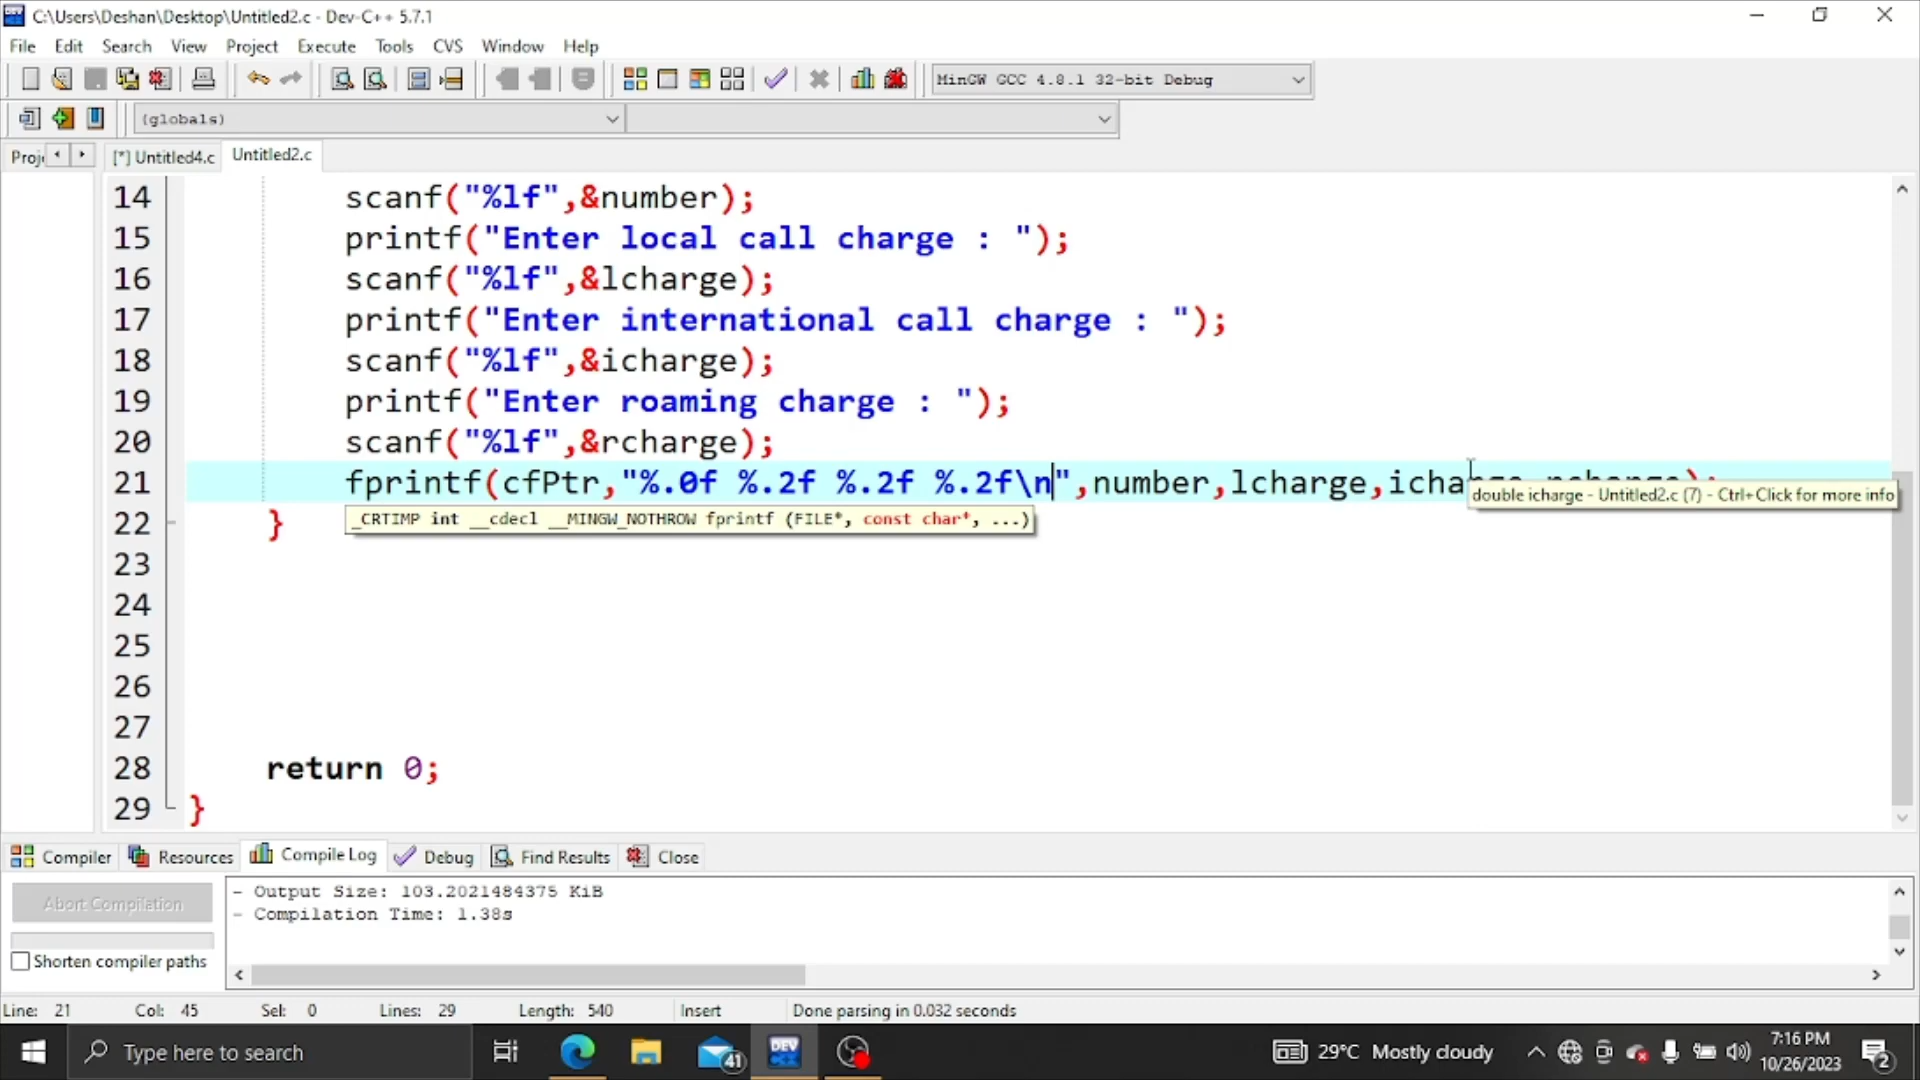 C:\Users\Deshan\Desktop\Untitled2.c - Dev-C++ 5.7.1
File Edit Search View Project Execute Tools CVS Window Help
MinGW GCC 4.8.1 32-bit Debug
(globals)
Proj [*] Untitled4.c Untitled2.c
14 scanf("%lf",&number);
15 printf("Enter local call charge : ");
16 scanf("%lf",&lcharge);
17 printf("Enter international call charge : ");
18 scanf("%lf",&icharge);
19 printf("Enter roaming charge : ");
20 scanf("%lf",&rcharge);
21 fprintf(cfPtr,"%.0f %.2f %.2f %.2f\n",number,lcharge,icharge,rcharge);
double icharge - Untitled2.c (7) - Ctrl+Click for more info
22 }
_CRTIMP int __cdecl __MINGW_NOTHROW fprintf (FILE*, const char*, ...)
23
24
25
26
27
28 return 0;
29 }
Compiler Resources Compile Log Debug Find Results Close
Abort Compilation
- Output Size: 103.2021484375 KiB
- Compilation Time: 1.38s
Shorten compiler paths
Line: 21 Col: 45 Sel: 0 Lines: 29 Length: 540 Insert Done parsing in 0.032 seconds
Type here to search
41
DEV C++
29°C Mostly cloudy
7:16 PM
10/26/2023
2